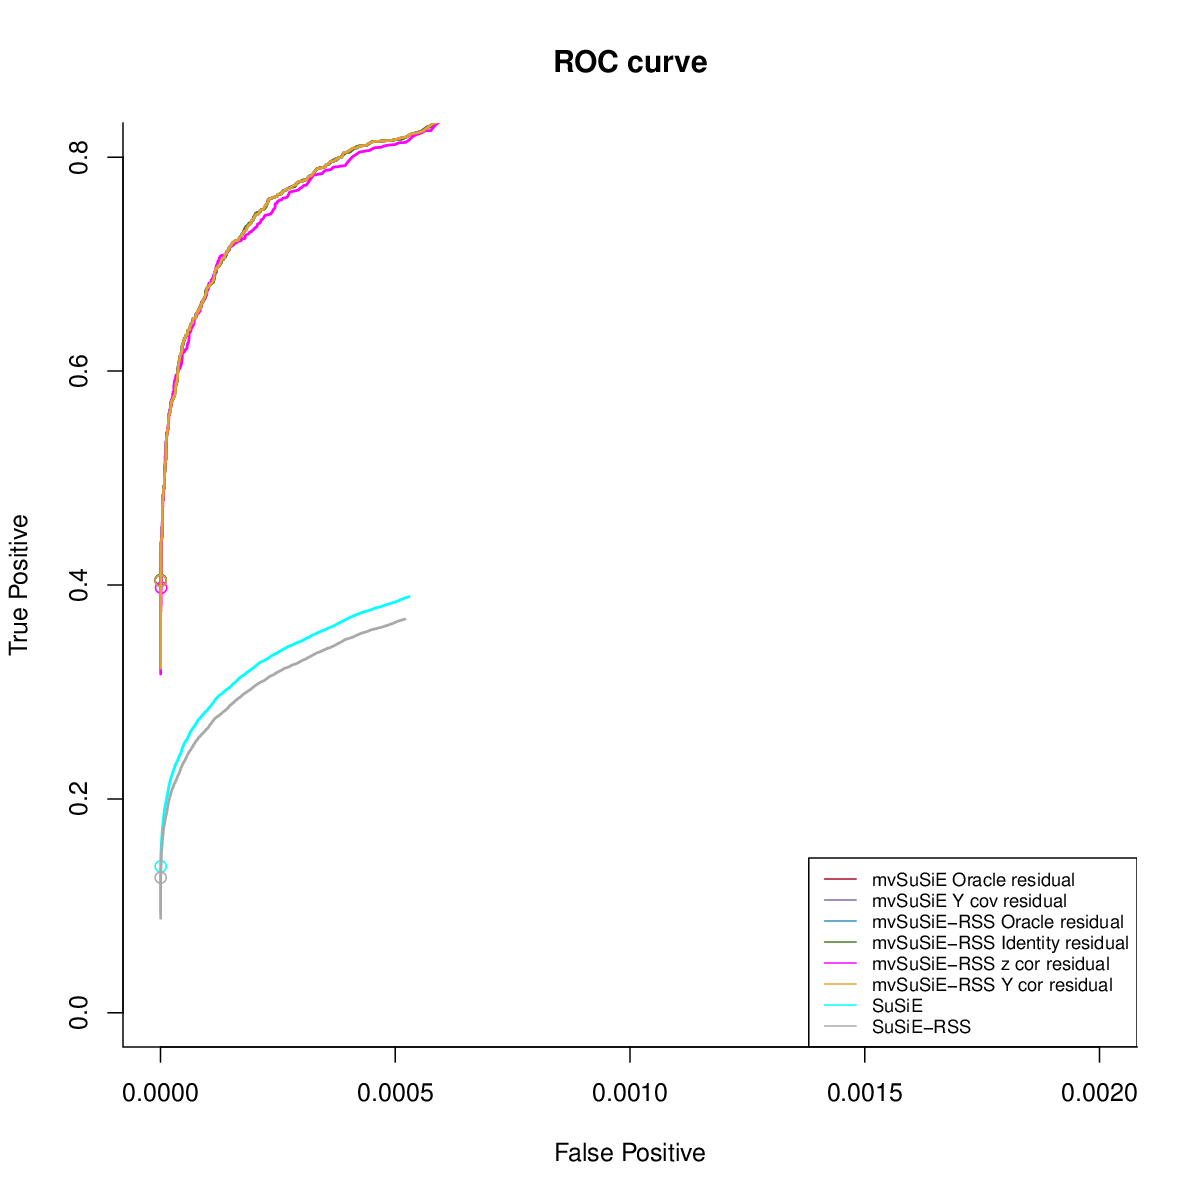 ROC curve
True Positive
0.8
0.6
0.4
0.2
0.0
mvSuSiE Oracle residual
mvSuSiE Y cov residual
mvSuSiE−RSS Oracle residual
mvSuSiE−RSS Identity residual
mvSuSiE−RSS z cor residual
mvSuSiE−RSS Y cor residual
SuSiE
SuSiE−RSS
0.0000 0.0005 0.0010 0.0015 0.0020
False Positive